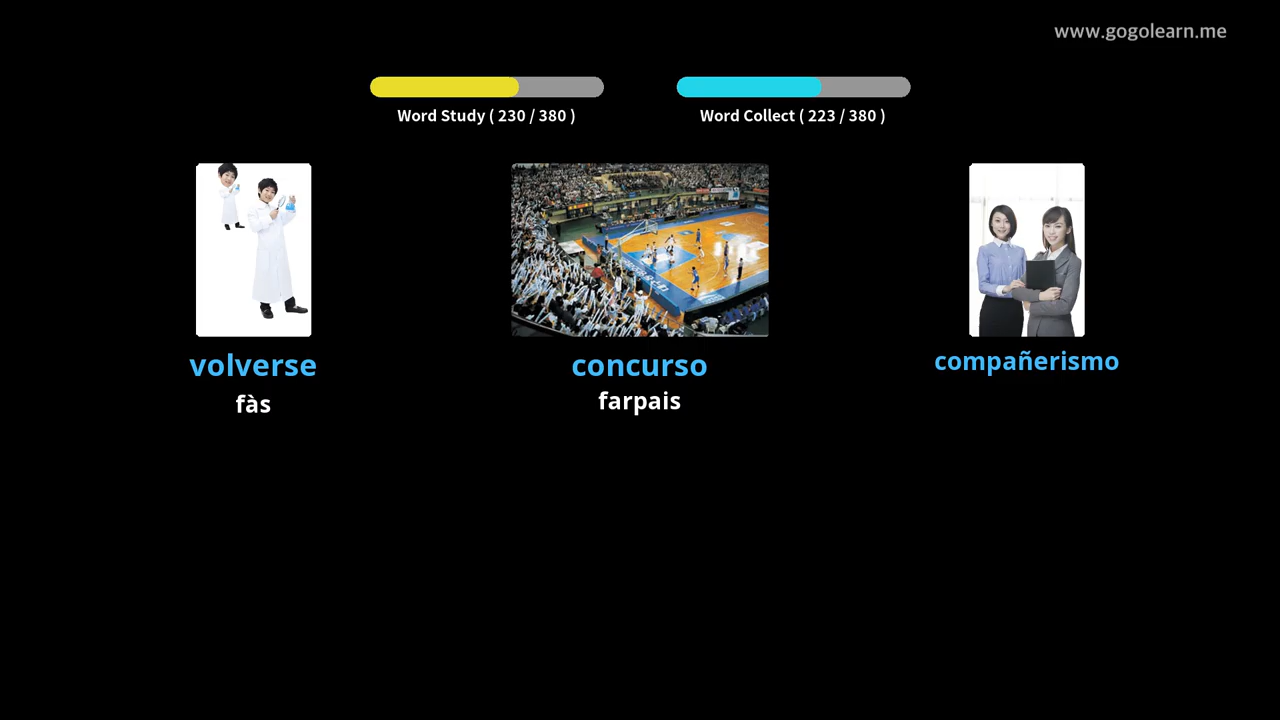 www.gogolearn.me
Word Study ( 230 / 380 )
Word Collect ( 223 / 380 )
volverse
fàs
concurso
farpais
compañerismo